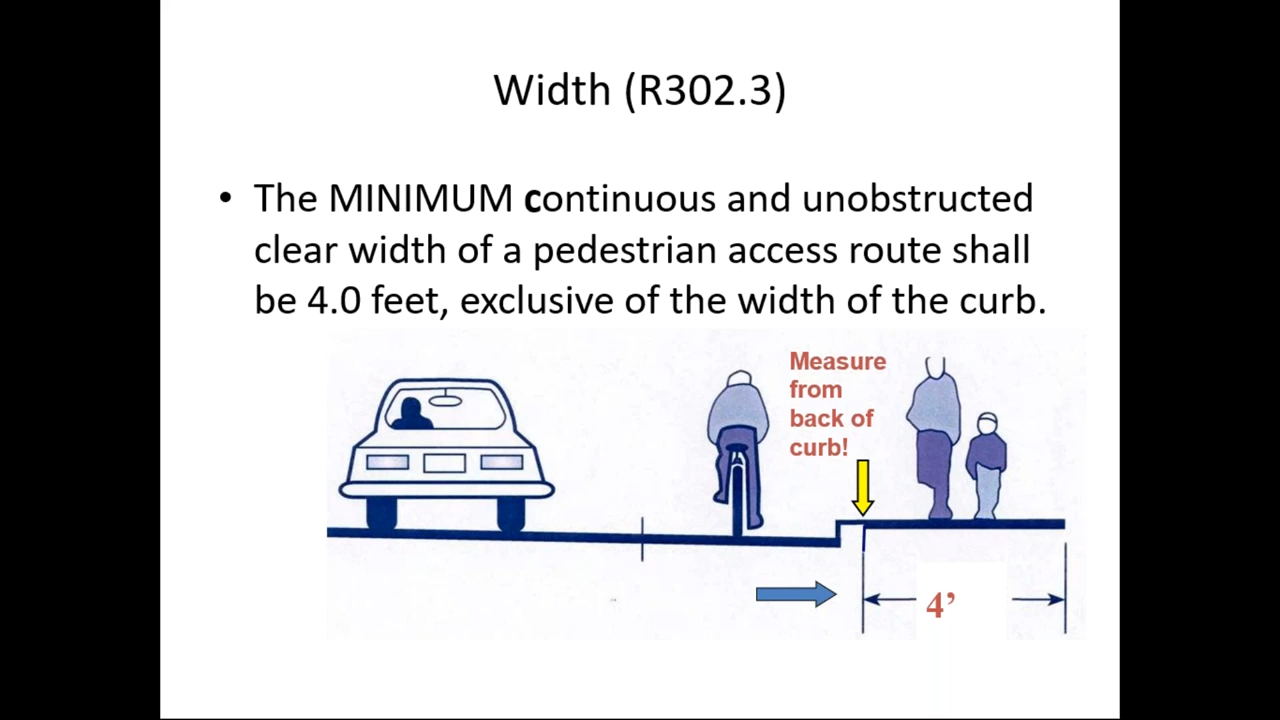 Width (R302.3)
• The MINIMUM continuous and unobstructed
clear width of a pedestrian access route shall
be 4.0 feet, exclusive of the width of the curb.
Measure
from
back of
curb!
4’